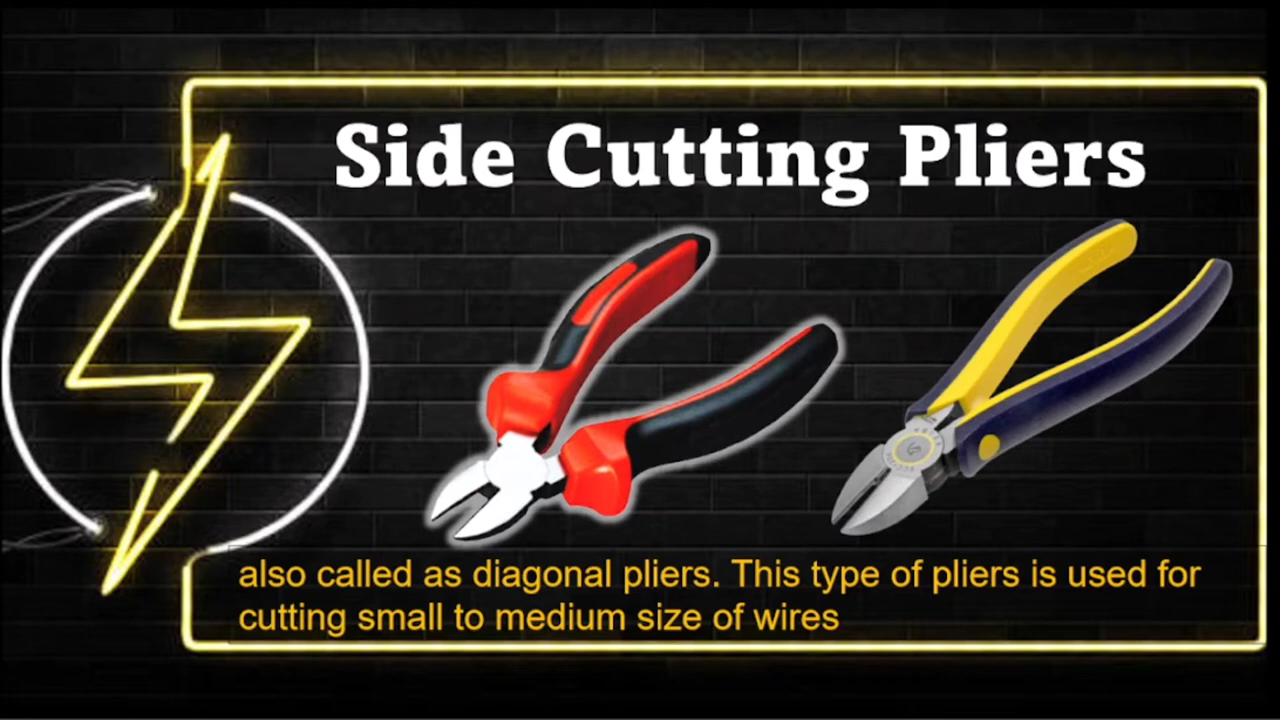 Side Cutting Pliers
also called as diagonal pliers. This type of pliers is used for
cutting small to medium size of wires